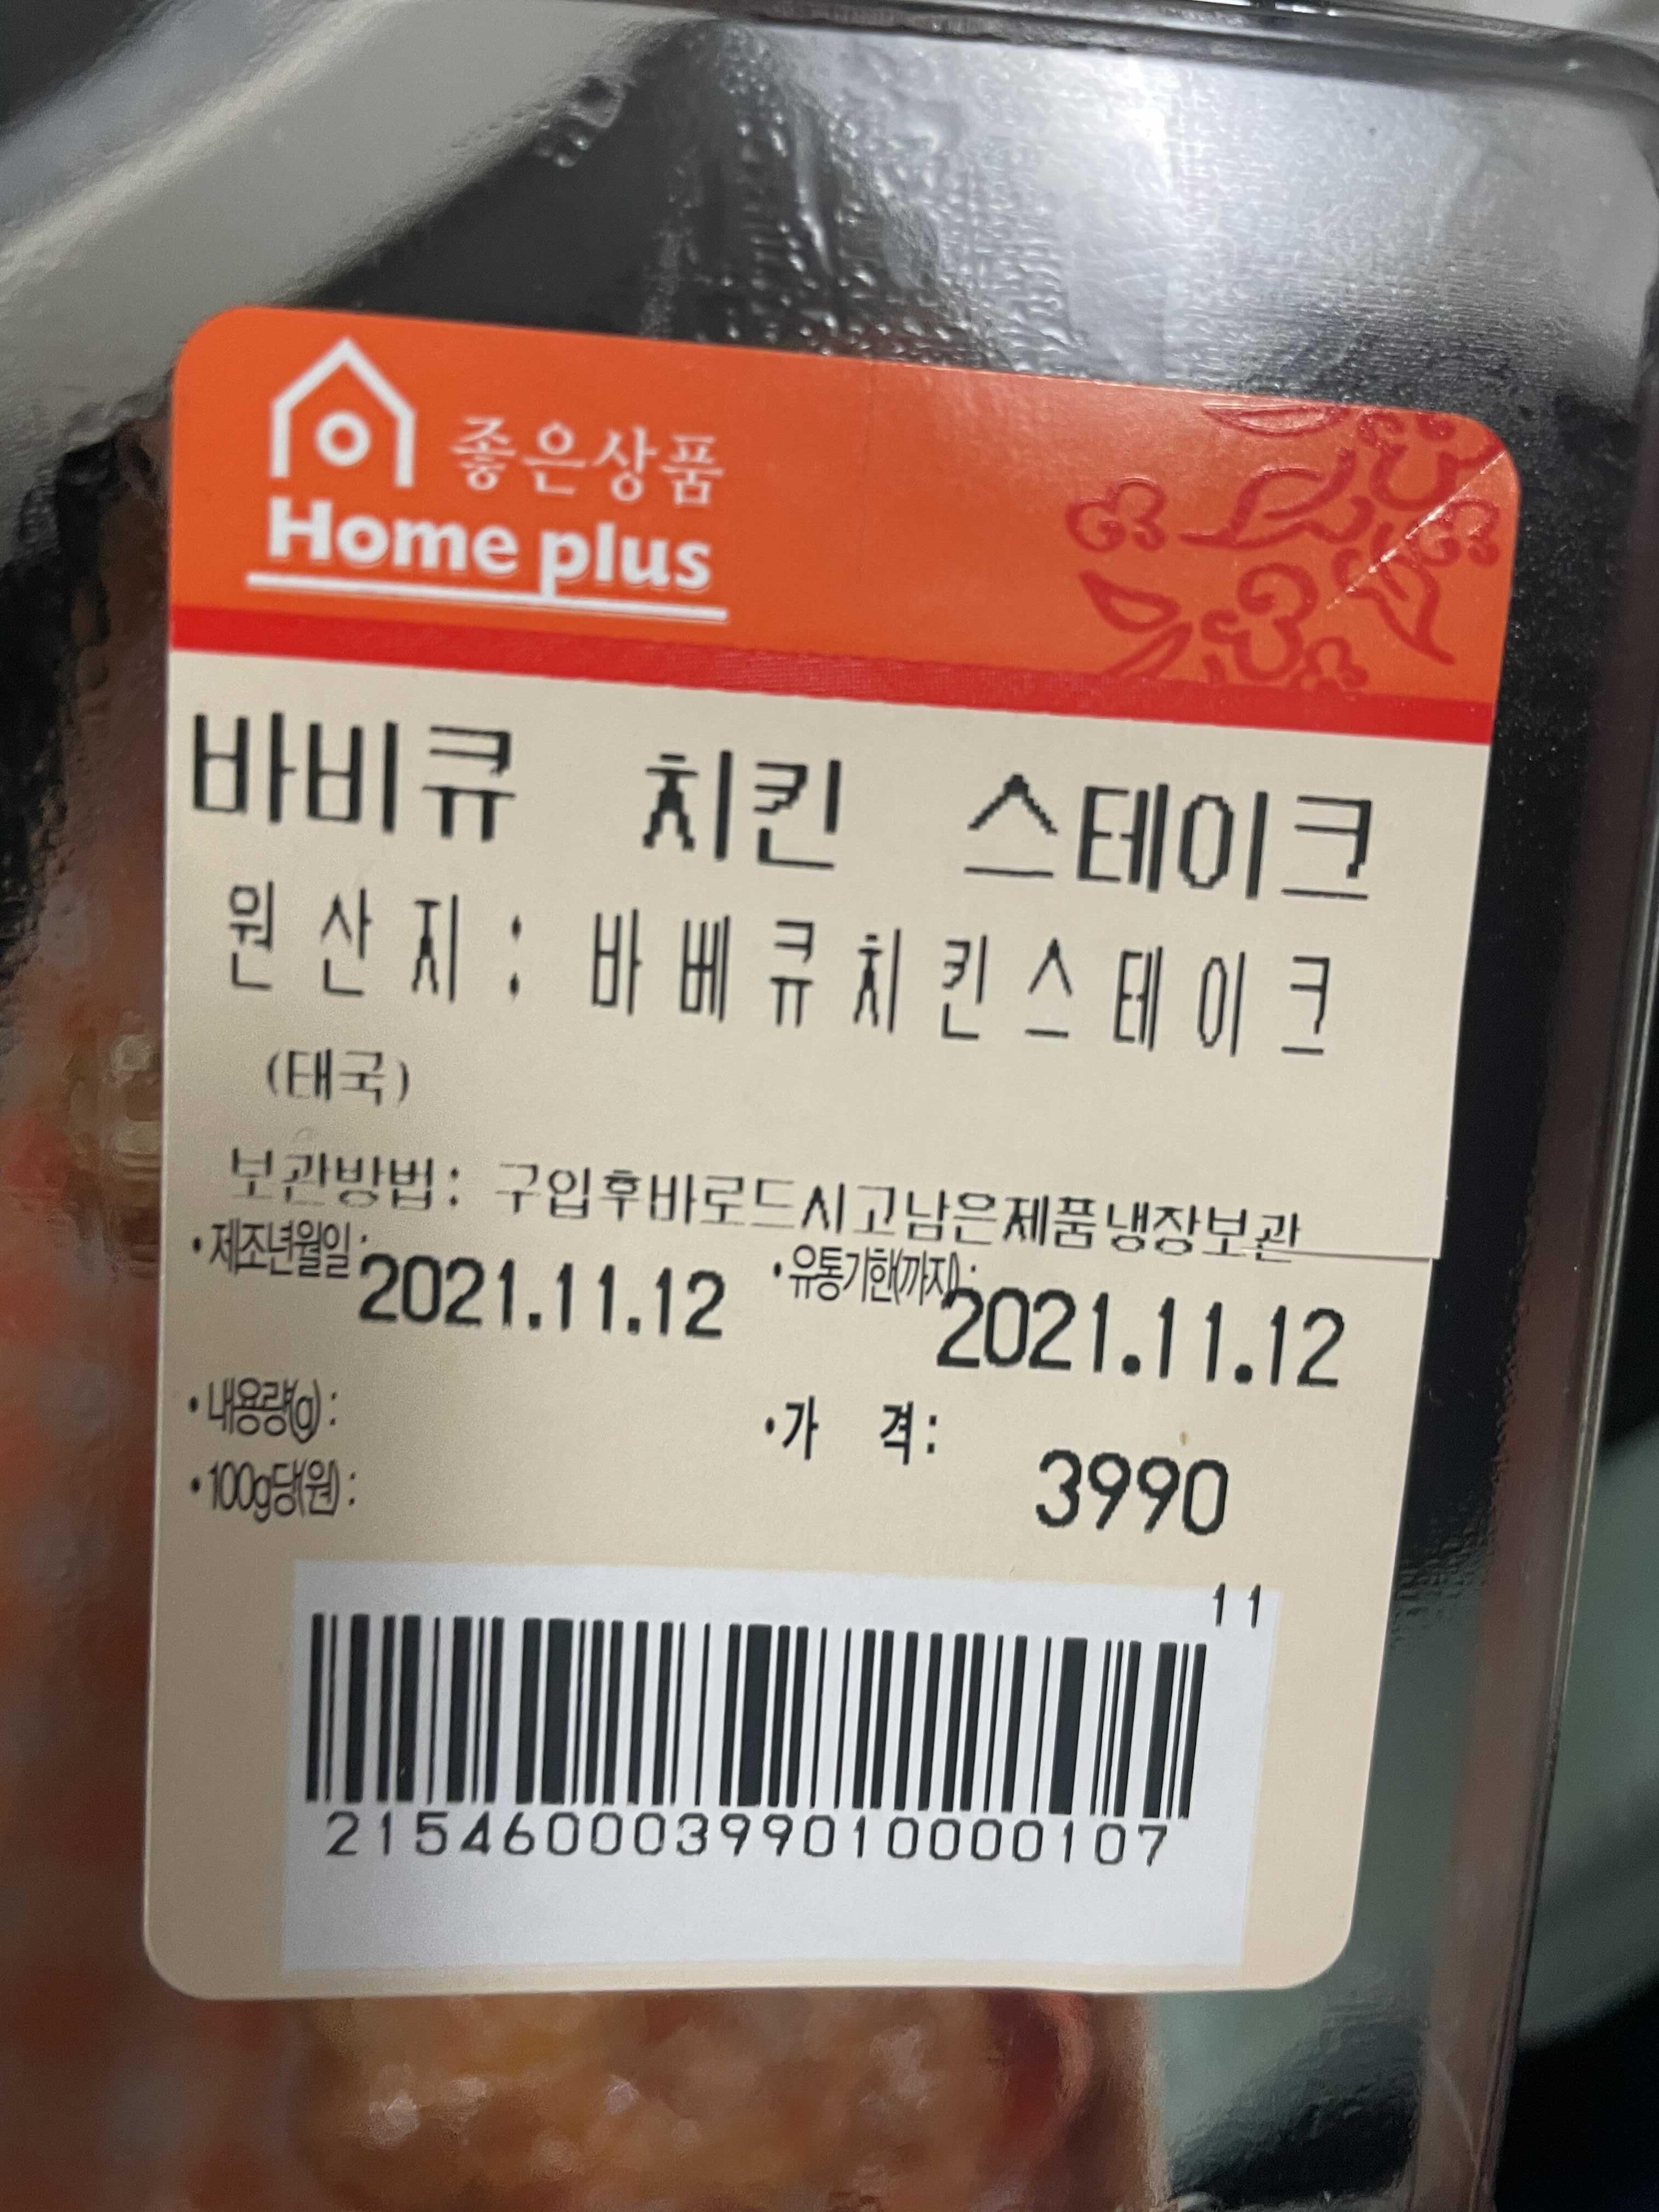 좋은상품
Home plus
바비큐 치킨 스테이크
원산지: 바베큐치킨스테이크
(태국)
보관방법: 구입후바로드시고남은제품냉장보관
•제조년월일: 2021.11.12 •유통기한(까지): 2021.11.12
•내용량(g): •가 격: 3990
•100g당(원):
11
21546000399010000107